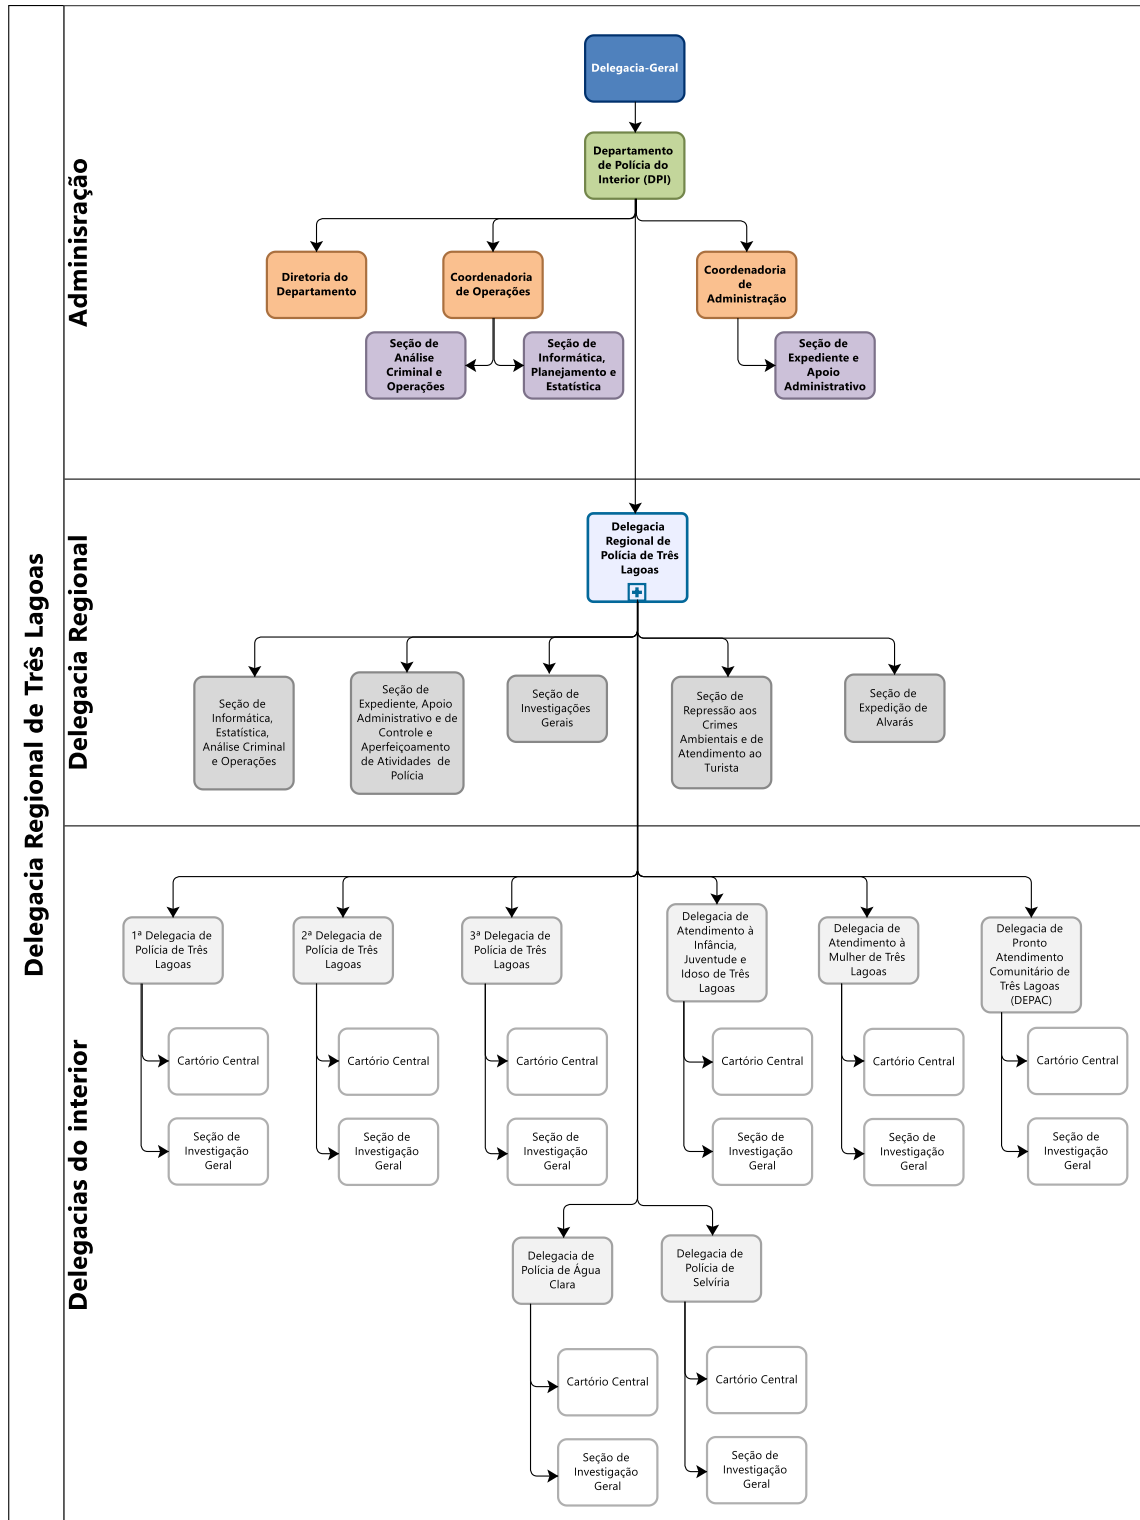 Delegacia Regional de Três Lagoas
Adminisração
Delegacia-Geral
Departamento
de Polícia do
Interior (DPI)
Diretoria do
Departamento
Coordenadoria
de Operações
Coordenadoria
de
Administração
Seção de
Análise
Criminal e
Operações
Seção de
Informática,
Planejamento e
Estatística
Seção de
Expediente e
Apoio
Administrativo
Delegacia Regional
Delegacia
Regional de
Polícia de Três
Lagoas
Seção de
Informática,
Estatística,
Análise Criminal
e Operações
Seção de
Expediente, Apoio
Administrativo e de
Controle e
Aperfeiçoamento
de Atividades de
Polícia
Seção de
Investigações
Gerais
Seção de
Repressão aos
Crimes
Ambientais e de
Atendimento ao
Turista
Seção de
Expedição de
Alvarás
Delegacias do interior
1ª Delegacia de
Polícia de Três
Lagoas
2ª Delegacia de
Polícia de Três
Lagoas
3ª Delegacia de
Polícia de Três
Lagoas
Delegacia de
Atendimento à
Infância,
Juventude e
Idoso de Três
Lagoas
Delegacia de
Atendimento à
Mulher de Três
Lagoas
Delegacia de
Pronto
Atendimento
Comunitário de
Três Lagoas
(DEPAC)
Cartório Central
Cartório Central
Cartório Central
Cartório Central
Cartório Central
Cartório Central
Seção de
Investigação
Geral
Seção de
Investigação
Geral
Seção de
Investigação
Geral
Seção de
Investigação
Geral
Seção de
Investigação
Geral
Seção de
Investigação
Geral
Delegacia de
Polícia de Água
Clara
Delegacia de
Polícia de
Selvíria
Cartório Central
Cartório Central
Seção de
Investigação
Geral
Seção de
Investigação
Geral